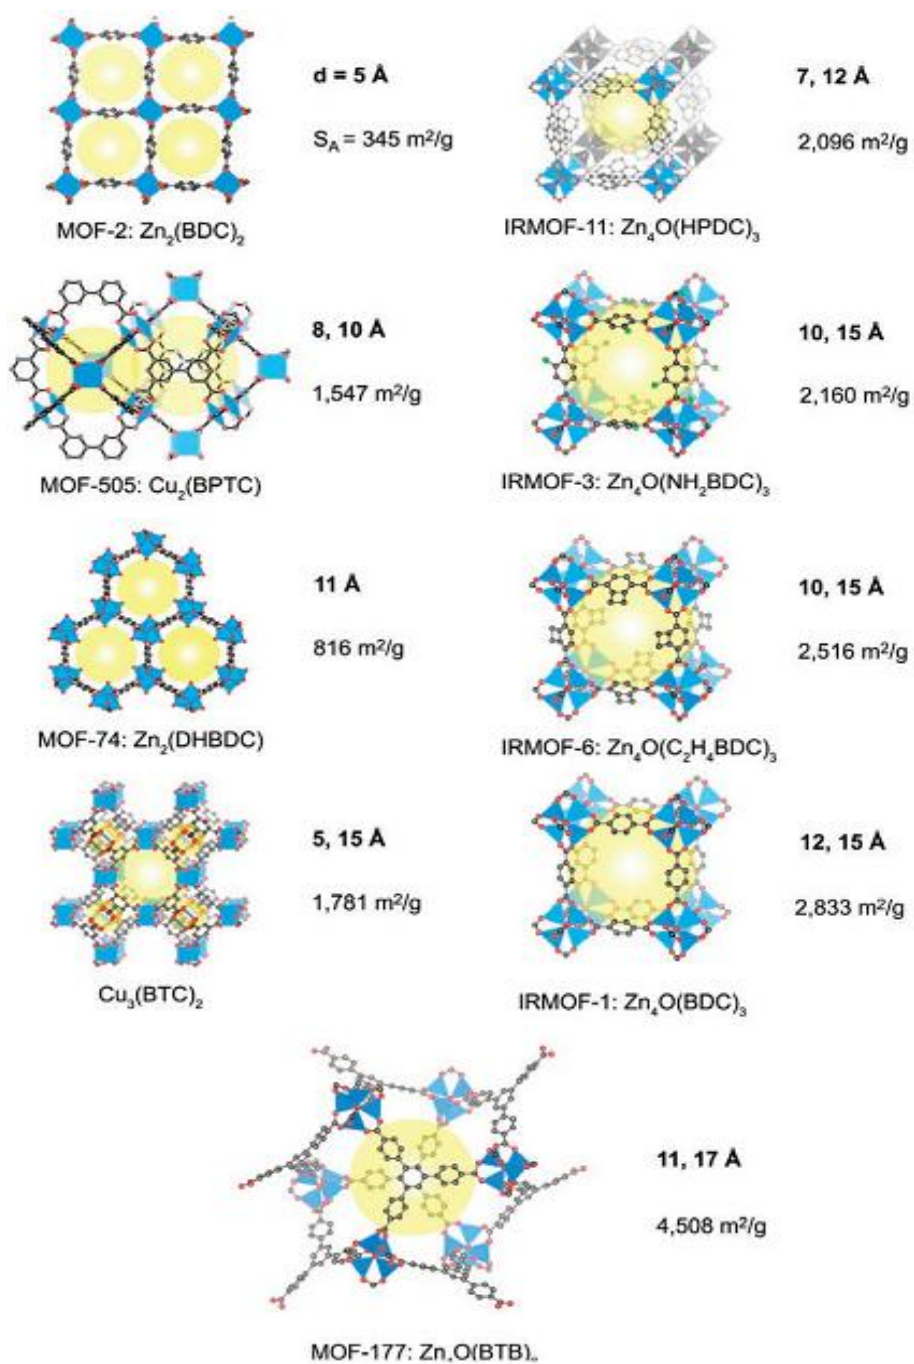 d = 5 Å
S_A = 345 m²/g
MOF-2: Zn₂(BDC)₂
7, 12 Å
2,096 m²/g
IRMOF-11: Zn₄O(HPDC)₃
8, 10 Å
1,547 m²/g
MOF-505: Cu₂(BPTC)
10, 15 Å
2,160 m²/g
IRMOF-3: Zn₄O(NH₂BDC)₃
11 Å
816 m²/g
MOF-74: Zn₂(DHBDC)
10, 15 Å
2,516 m²/g
IRMOF-6: Zn₄O(C₂H₄BDC)₃
5, 15 Å
1,781 m²/g
Cu₃(BTC)₂
12, 15 Å
2,833 m²/g
IRMOF-1: Zn₄O(BDC)₃
11, 17 Å
4,508 m²/g
MOF-177: